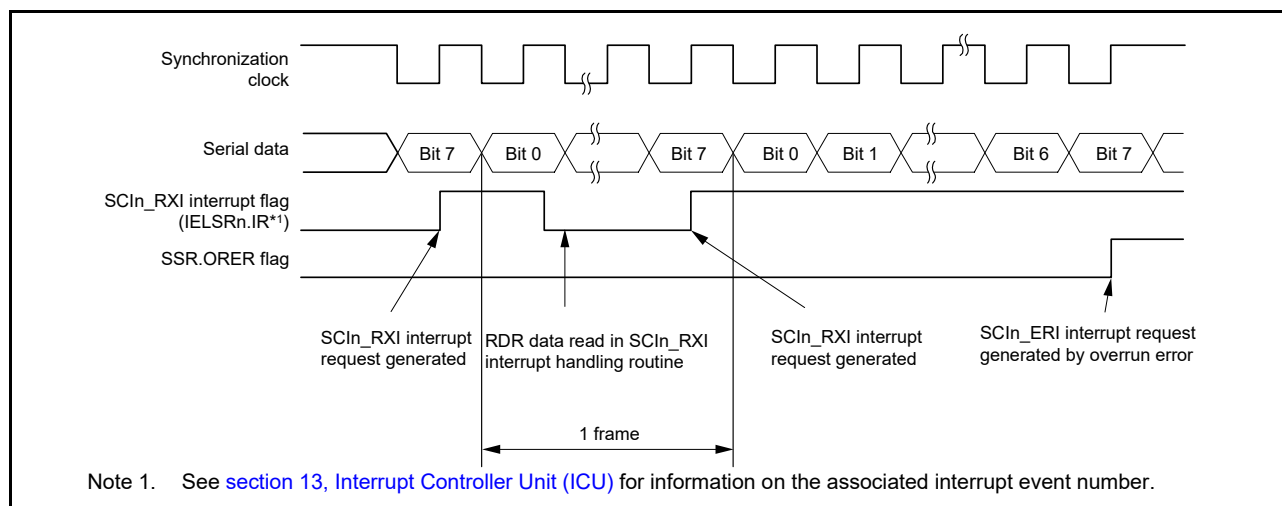 Synchronization
clock
Serial data
Bit 7
Bit 0
Bit 7
Bit 0
Bit 1
Bit 6
Bit 7
SCIn_RXI interrupt flag
(IELSRn.IR*1)
SSR.ORER flag
SCIn_RXI interrupt
request generated
RDR data read in SCIn_RXI
interrupt handling routine
SCIn_RXI interrupt
request generated
SCIn_ERI interrupt request
generated by overrun error
1 frame
Note 1. See section 13, Interrupt Controller Unit (ICU) for information on the associated interrupt event number.